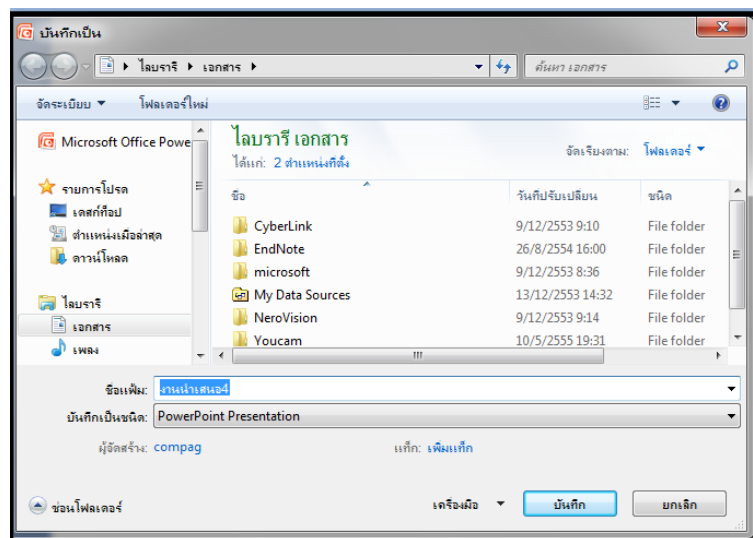 บันทึกเป็น
ไลบรารี ▸ เอกสาร ▸ ค้นหา เอกสาร
จัดระเบียบ โฟลเดอร์ใหม่
Microsoft Office Powe
รายการโปรด
เดสก์ท็อป
ตำแหน่งเมื่อล่าสุด
ดาวน์โหลด
ไลบรารี
เอกสาร
เพลง
ไลบรารี เอกสาร
ได้แก่: 2 ตำแหน่งที่ตั้ง
จัดเรียงตาม: โฟลเดอร์
ชื่อ วันที่ปรับเปลี่ยน ชนิด
CyberLink 9/12/2553 9:10 File folder
EndNote 26/8/2554 16:00 File folder
microsoft 9/12/2553 8:36 File folder
My Data Sources 13/12/2553 14:32 File folder
NeroVision 9/12/2553 9:14 File folder
Youcam 10/5/2555 19:31 File folder
ชื่อแฟ้ม: งานนำเสนอ4
บันทึกเป็นชนิด: PowerPoint Presentation
ผู้จัดสร้าง: compag แท็ก: เพิ่มแท็ก
ซ่อนโฟลเดอร์ เครื่องมือ บันทึก ยกเลิก